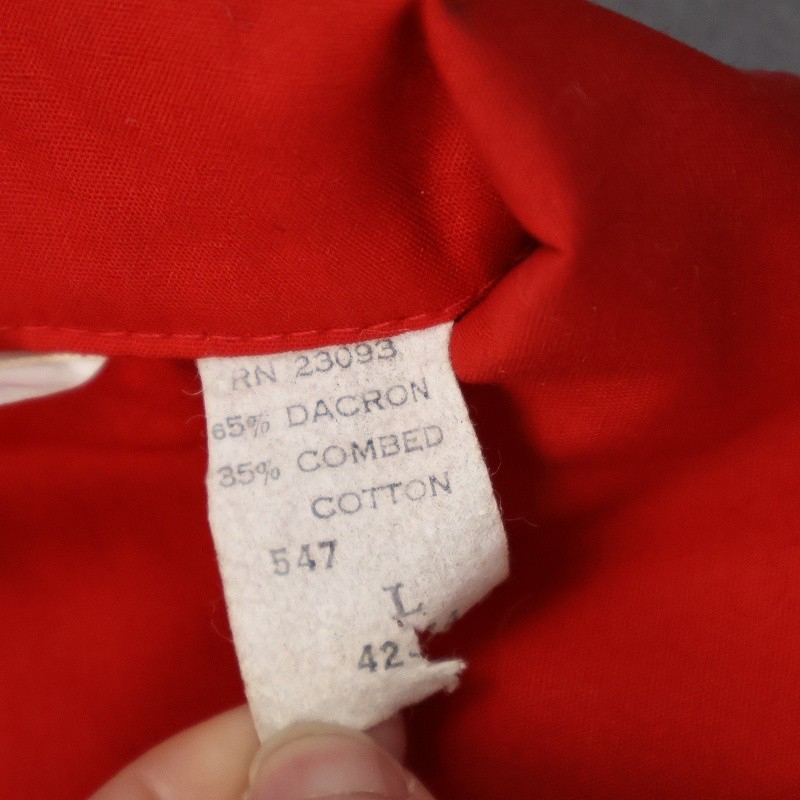 RN 23093
65% DACRON
35% COMBED
COTTON
547
L
42-